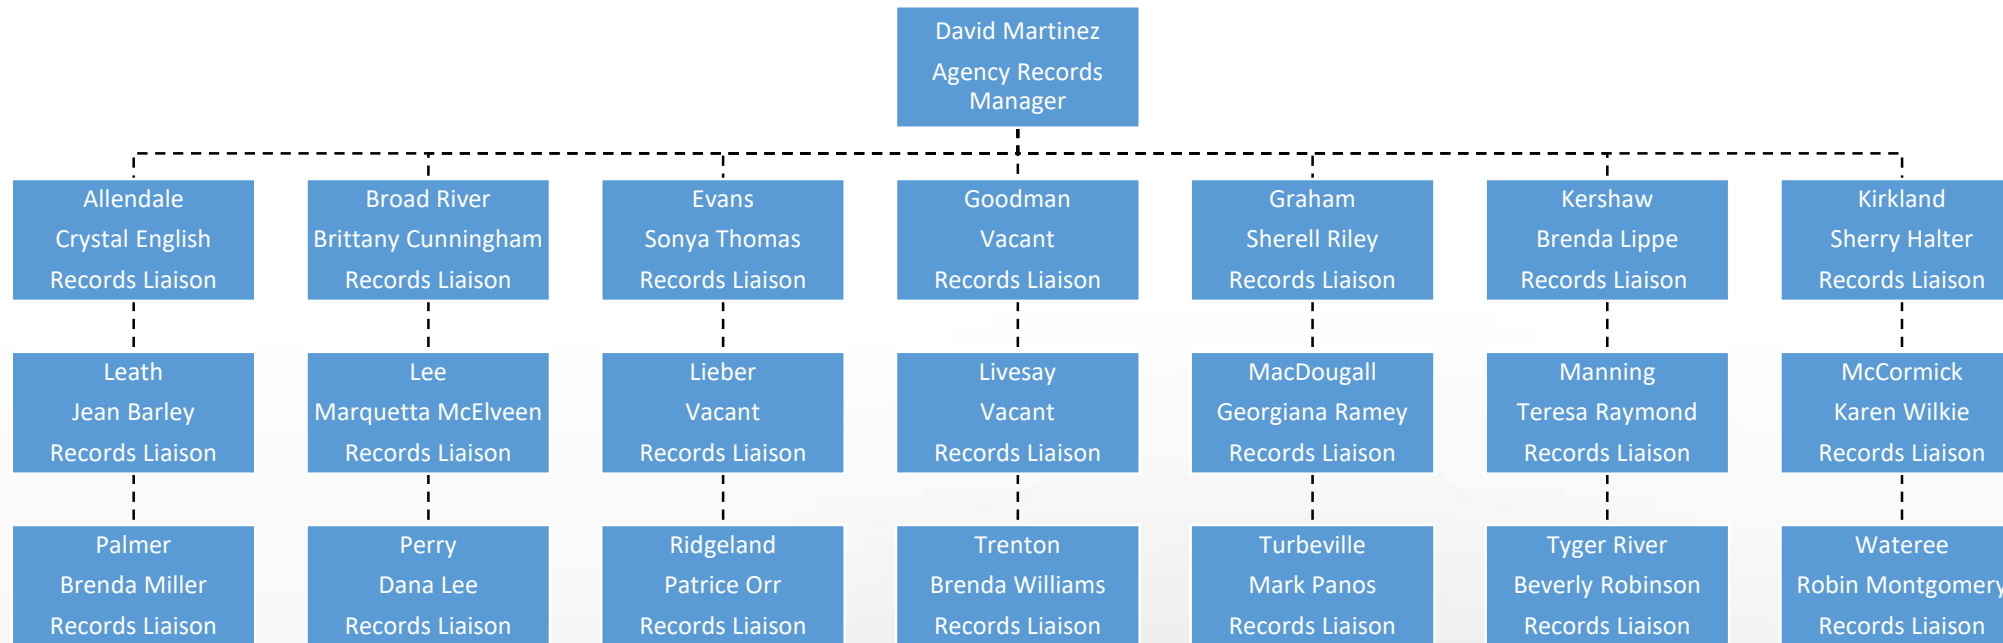 David Martinez
Agency Records
Manager
Allendale
Crystal English
Records Liaison
Broad River
Brittany Cunningham
Records Liaison
Evans
Sonya Thomas
Records Liaison
Goodman
Vacant
Records Liaison
Graham
Sherell Riley
Records Liaison
Kershaw
Brenda Lippe
Records Liaison
Kirkland
Sherry Halter
Records Liaison
Leath
Jean Barley
Records Liaison
Lee
Marquetta McElveen
Records Liaison
Lieber
Vacant
Records Liaison
Livesay
Vacant
Records Liaison
MacDougall
Georgiana Ramey
Records Liaison
Manning
Teresa Raymond
Records Liaison
McCormick
Karen Wilkie
Records Liaison
Palmer
Brenda Miller
Records Liaison
Perry
Dana Lee
Records Liaison
Ridgeland
Patrice Orr
Records Liaison
Trenton
Brenda Williams
Records Liaison
Turbeville
Mark Panos
Records Liaison
Tyger River
Beverly Robinson
Records Liaison
Wateree
Robin Montgomery
Records Liaison